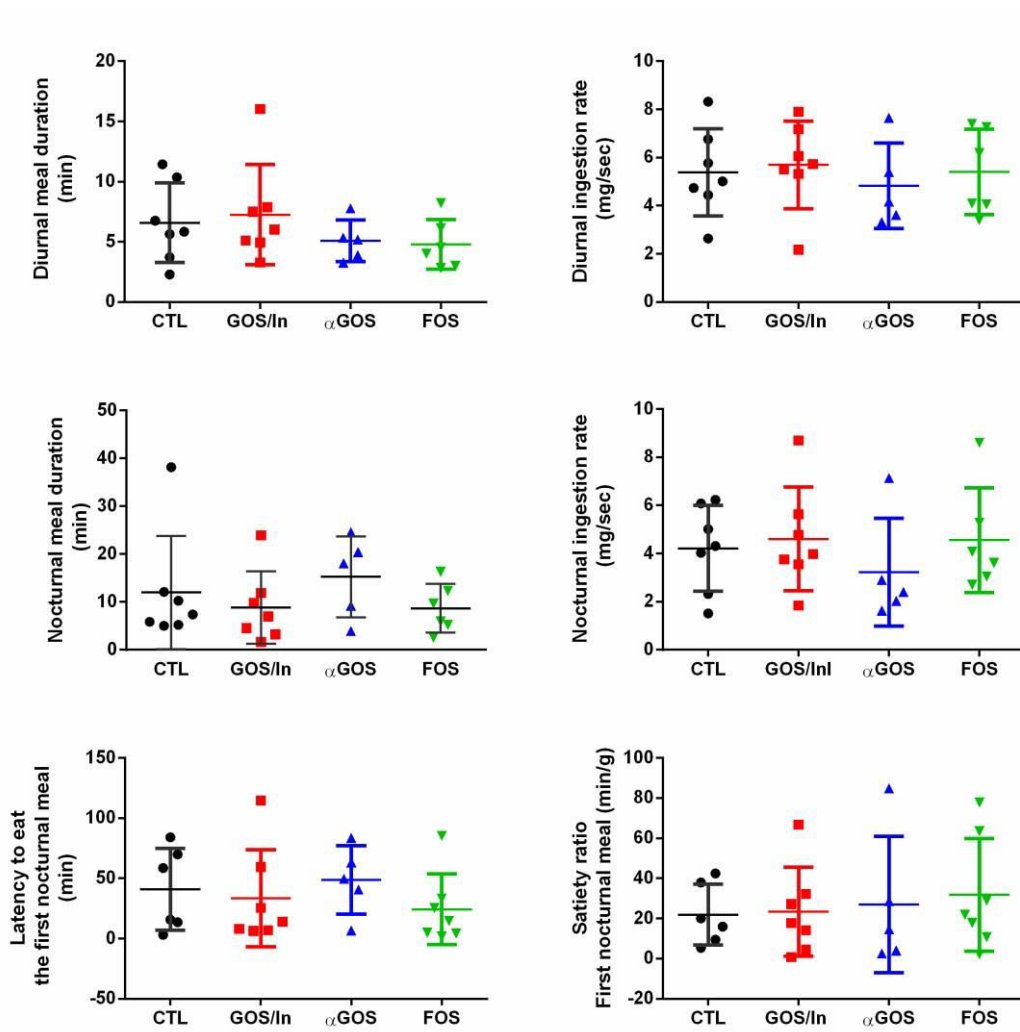 Diurnal meal duration
(min)
20
15
10
5
0
CTL GOS/In αGOS FOS
Diurnal ingestion rate
(mg/sec)
10
8
6
4
2
0
CTL GOS/In αGOS FOS
Nocturnal meal duration
(min)
50
40
30
20
10
0
CTL GOS/In αGOS FOS
Nocturnal ingestion rate
(mg/sec)
10
8
6
4
2
0
CTL GOS/InI αGOS FOS
Latency to eat
the first nocturnal meal
(min)
150
100
50
0
-50
CTL GOS/In αGOS FOS
Satiety ratio
First nocturnal meal (min/g)
100
80
60
40
20
0
-20
CTL GOS/In αGOS FOS